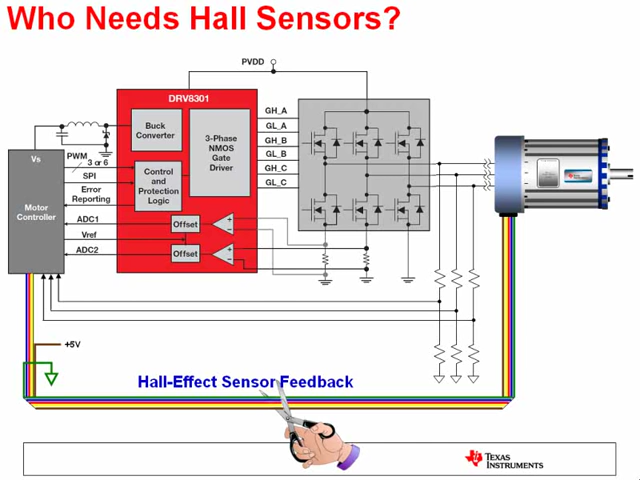 Who Needs Hall Sensors?
PVDD
DRV8301
Buck
Converter
3-Phase
NMOS
Gate
Driver
GH_A
GL_A
GH_B
GL_B
GH_C
GL_C
Vs
PWM
3 or 6
SPI
Control
and
Protection
Logic
Error
Reporting
Motor
Controller
ADC1
Offset
+
–
Vref
ADC2
Offset
+
–
+5V
Hall-Effect Sensor Feedback
TEXAS
INSTRUMENTS